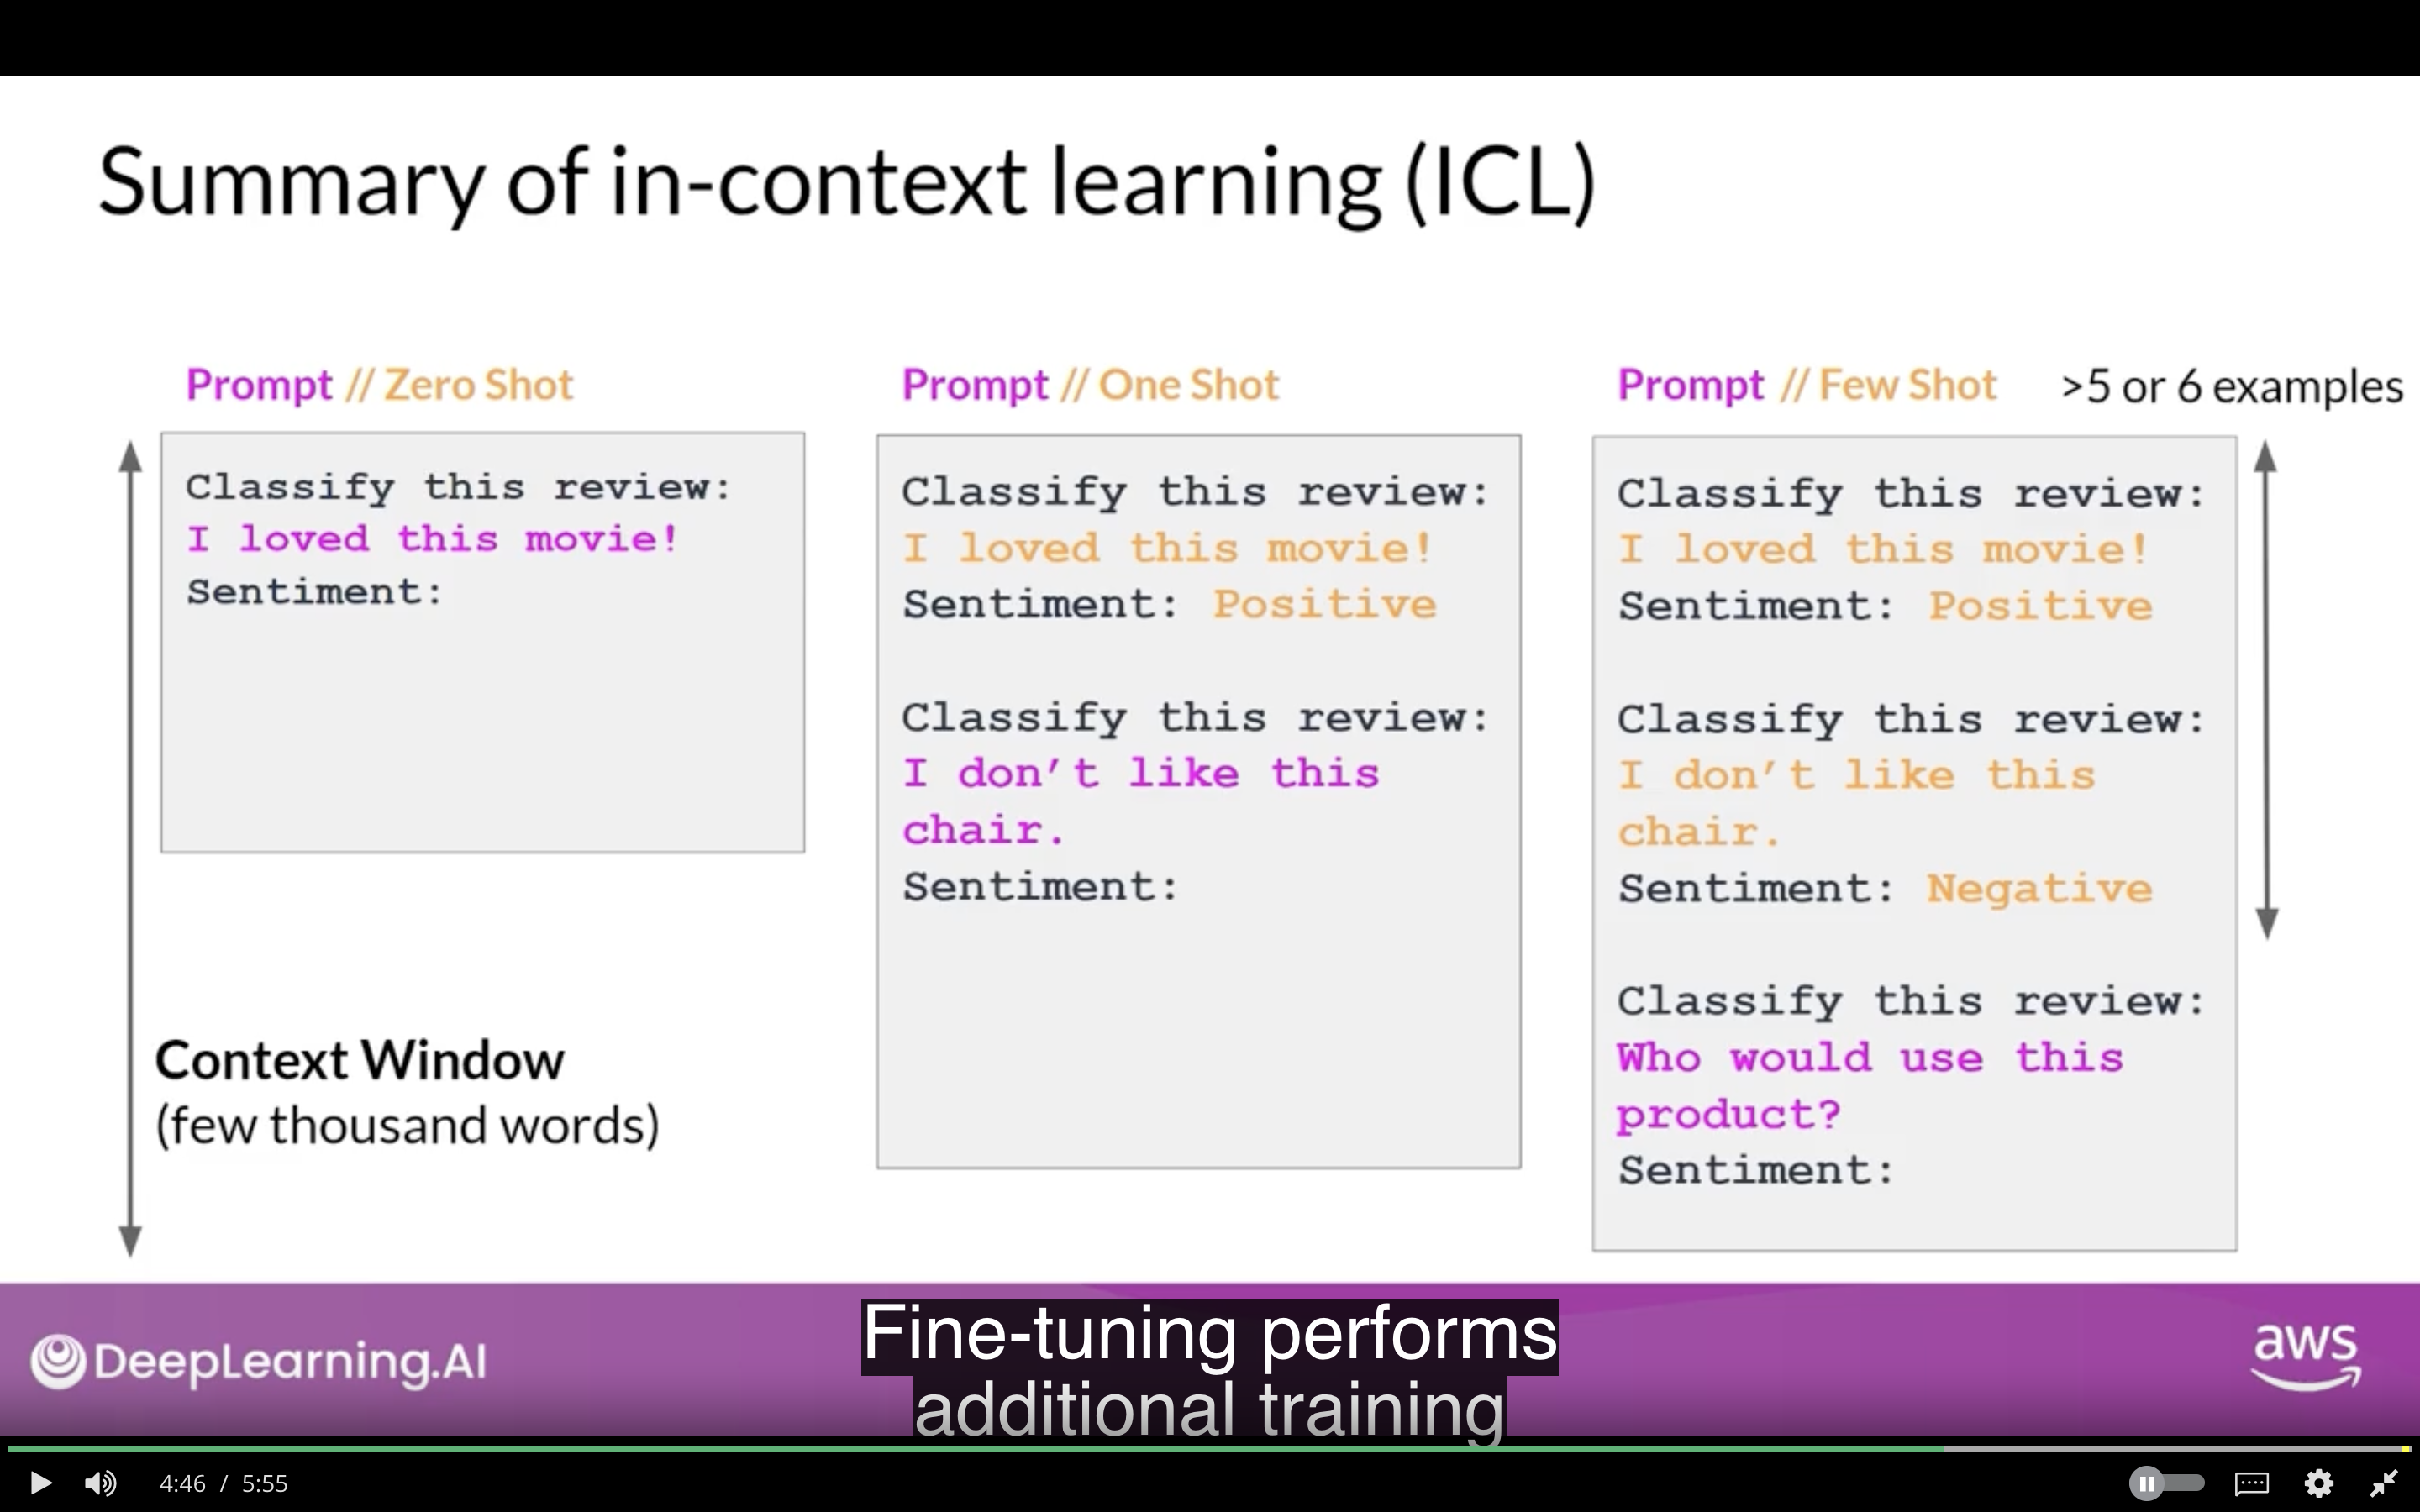 Summary of in-context learning (ICL)
Prompt // Zero Shot
Classify this review:
I loved this movie!
Sentiment:
Context Window
(few thousand words)
Prompt // One Shot
Classify this review:
I loved this movie!
Sentiment: Positive
Classify this review:
I don’t like this
chair.
Sentiment:
Prompt // Few Shot >5 or 6 examples
Classify this review:
I loved this movie!
Sentiment: Positive
Classify this review:
I don’t like this
chair.
Sentiment: Negative
Classify this review:
Who would use this
product?
Sentiment:
DeepLearning.AI
Fine-tuning performs
additional training
aws
4:46 / 5:55